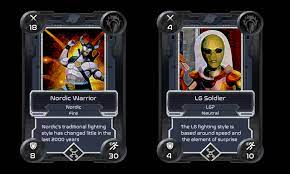 18
Nordic Warrior
Nordic
Fire
Nordic's traditional fighting
style has changed little in the
last 2000 years
8
30
4
LG Soldier
LGP
Neutral
The LG fighting style is
based around speed and
the element of surprise
4
10